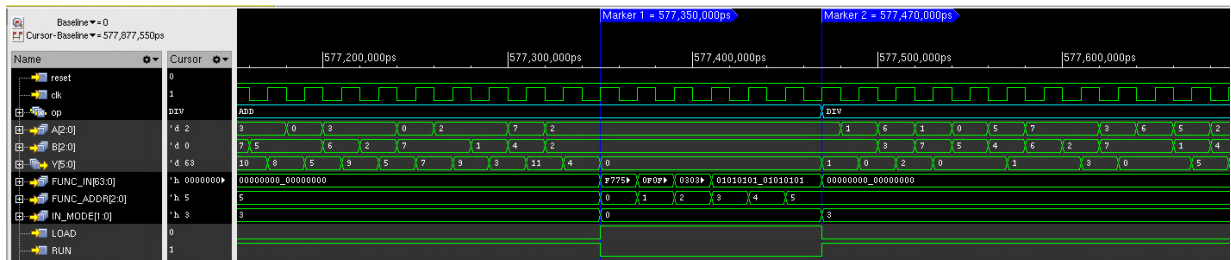 Baseline ▾= 0
Cursor-Baseline ▾= 577,877,550ps
Marker 1 = 577,350,000ps
Marker 2 = 577,470,000ps
577,200,000ps
577,300,000ps
577,400,000ps
577,500,000ps
577,600,000ps
Name
Cursor
reset 0
clk 1
op DIV ADD DIV
A[2:0] 'd 2 3 0 3 0 2 7 2 1 6 1 0 5 7 3 6 5 2
B[2:0] 'd 0 7 5 6 2 7 1 4 2 3 7 5 4 6 2 7 1 4
Y[5:0] 'd 63 10 8 5 9 5 7 9 3 11 4 0 1 0 2 0 1 3 0 5
FUNC_IN[63:0] 'h 0000000 00000000_00000000 F775 0F0F 0303 01010101_01010101 00000000_00000000
FUNC_ADDR[2:0] 'h 5 5 0 1 2 3 4 5
IN_MODE[1:0] 'h 3 3 0 3
LOAD 0
RUN 1